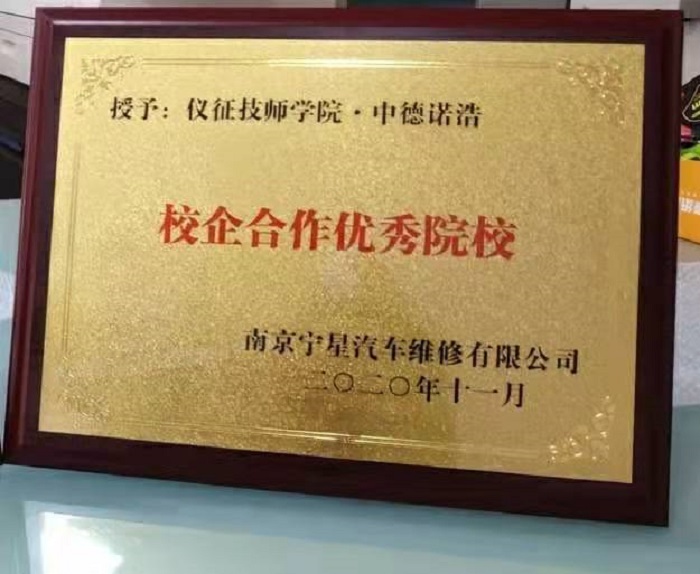 授予：仪征技师学院·中德诺浩
校企合作优秀院校
南京宁星汽车维修有限公司
二〇二〇年十一月